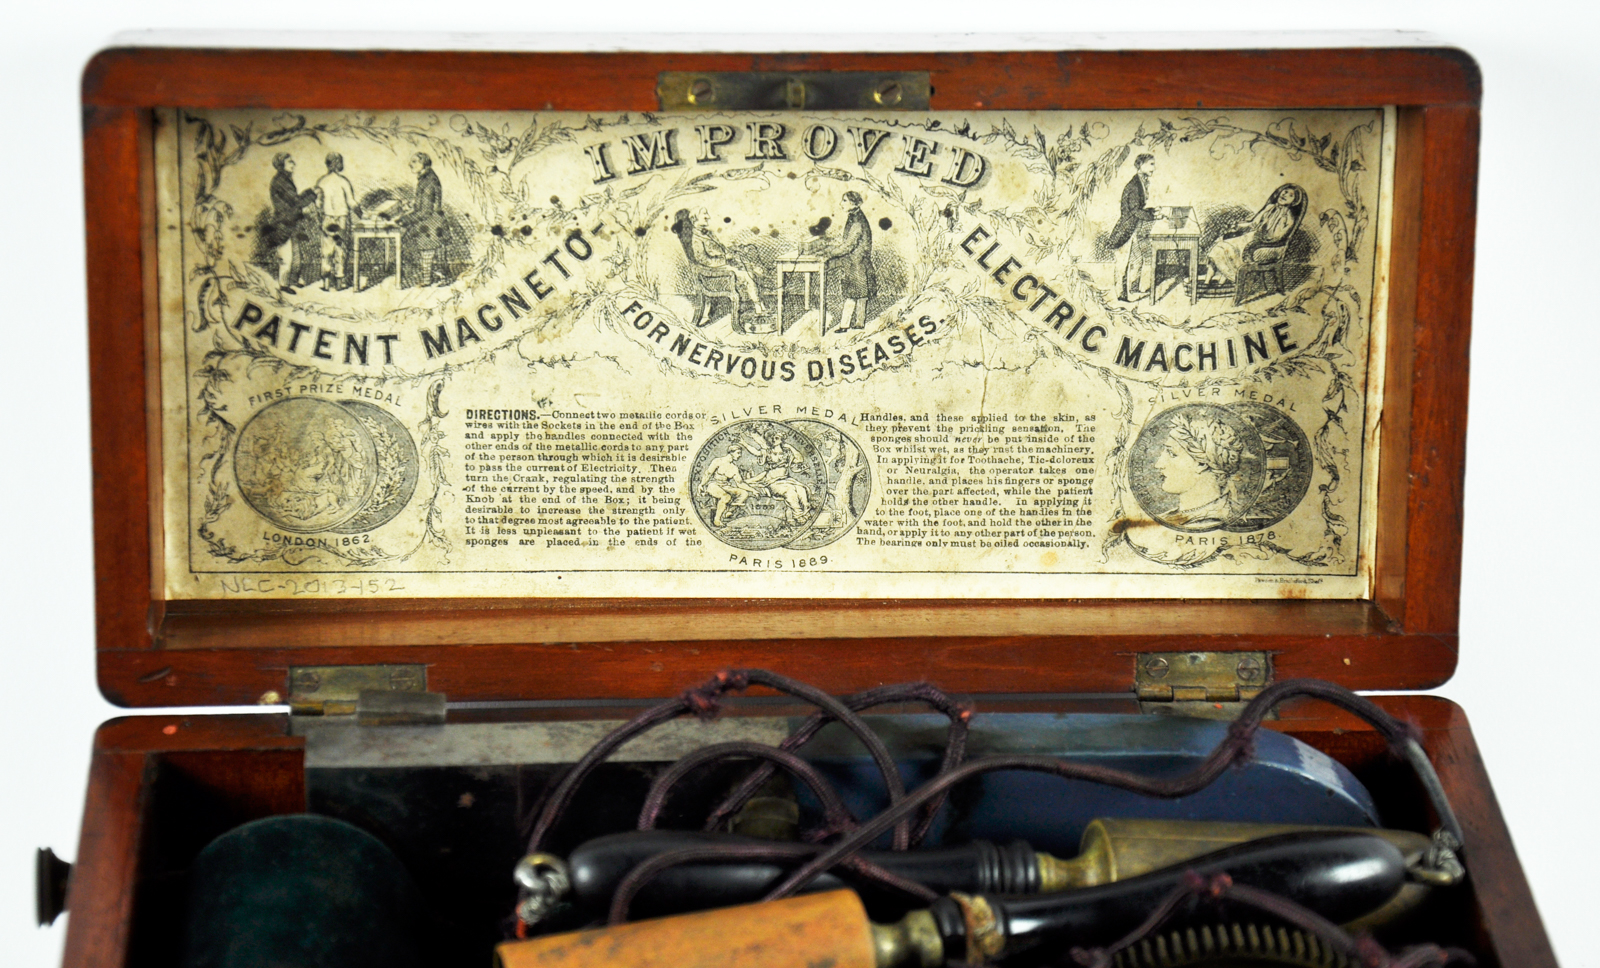 IMPROVED
PATENT MAGNETO-
ELECTRIC MACHINE
FOR NERVOUS DISEASES.
FIRST PRIZE MEDAL
LONDON 1862
DIRECTIONS.—Connect two metallic cords or
wires with the Sockets in the end of the Box
and apply the handles connected with the
other ends of the metallic cords to any part
of the person through which it is desirable
to pass the current of Electricity. Then
turn the Crank, regulating the strength
of the current by the speed, and by the
Knob at the end of the Box; it being
desirable to increase the strength only
to that degree most agreeable to the patient.
It is less unpleasant to the patient if wet
sponges are placed in the ends of the
SILVER MEDAL
1889
PARIS 1889.
Handles, and these applied to the skin, as
they prevent the prickling sensation. The
sponges should never be put inside of the
Box whilst wet, as they rust the machinery.
In applying it for Toothache, Tic-doloreux
or Neuralgia, the operator takes one
handle, and places his fingers or sponge
over the part affected, while the patient
holds the other handle. In applying it
to the foot, place one of the handles in the
water with the foot, and hold the other in the
hand, or apply it to any other part of the person.
The bearings only must be oiled occasionally.
SILVER MEDAL
PARIS 1878
NEC-2013-152